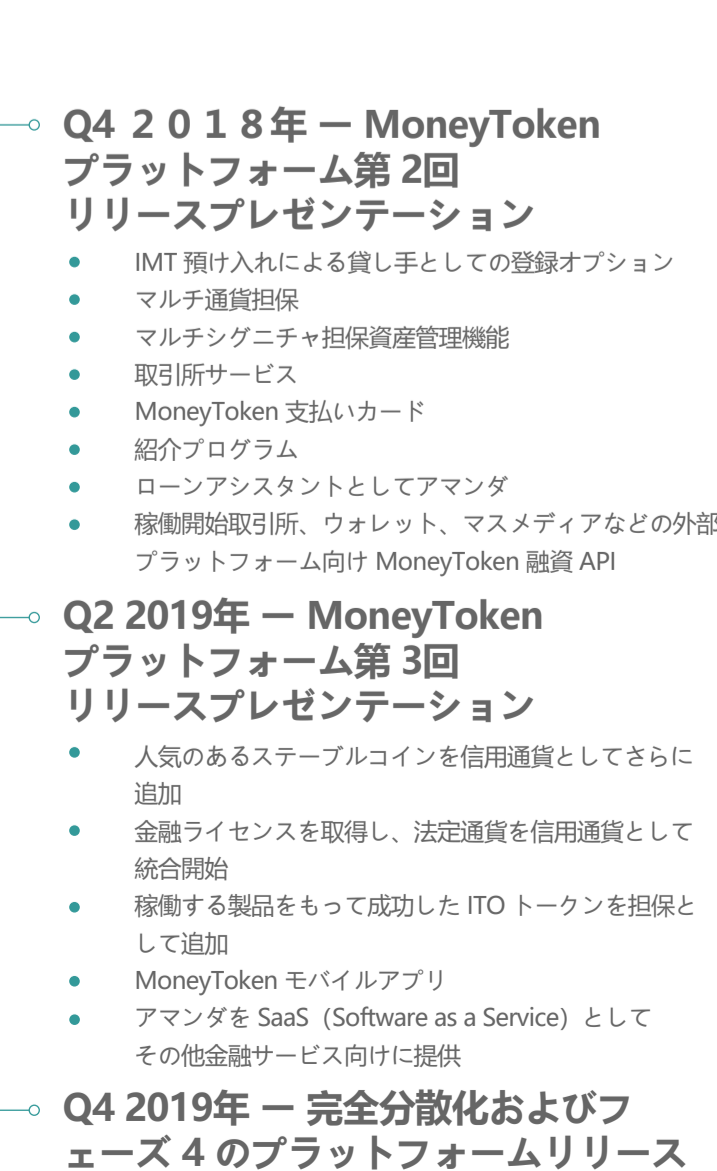 Q4 ２０１８年 ー MoneyToken
プラットフォーム第 2回
リリースプレゼンテーション
IMT 預け入れによる貸し手としての登録オプション
マルチ通貨担保
マルチシグニチャ担保資産管理機能
取引所サービス
MoneyToken 支払いカード
紹介プログラム
ローンアシスタントとしてアマンダ
稼働開始取引所、ウォレット、マスメディアなどの外部
プラットフォーム向け MoneyToken 融資 API
Q2 2019年 ー MoneyToken
プラットフォーム第 3回
リリースプレゼンテーション
人気のあるステーブルコインを信用通貨としてさらに
追加
金融ライセンスを取得し、法定通貨を信用通貨として
統合開始
稼働する製品をもって成功した ITO トークンを担保と
して追加
MoneyToken モバイルアプリ
アマンダを SaaS（Software as a Service）として
その他金融サービス向けに提供
Q4 2019年 ー 完全分散化およびフ
ェーズ 4 のプラットフォームリリース